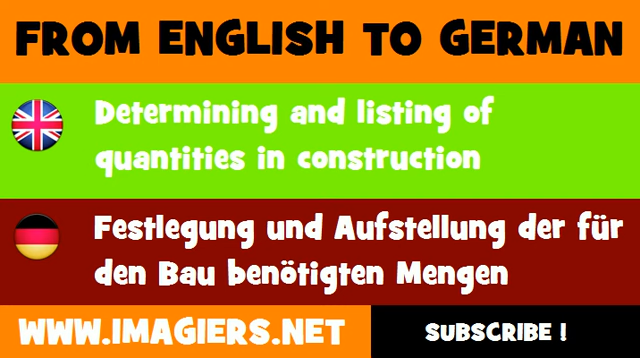 FROM ENGLISH TO GERMAN
Determining and listing of
quantities in construction
Festlegung und Aufstellung der für
den Bau benötigten Mengen
WWW.IMAGIERS.NET
SUBSCRIBE !